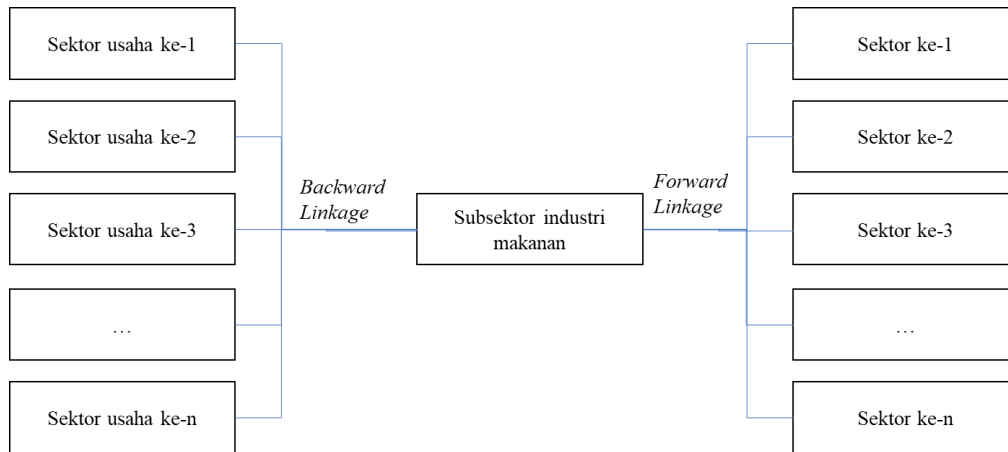 Sektor usaha ke-1
Sektor usaha ke-2
Sektor usaha ke-3
…
Sektor usaha ke-n
Backward
Linkage
Subsektor industri
makanan
Forward
Linkage
Sektor ke-1
Sektor ke-2
Sektor ke-3
…
Sektor ke-n